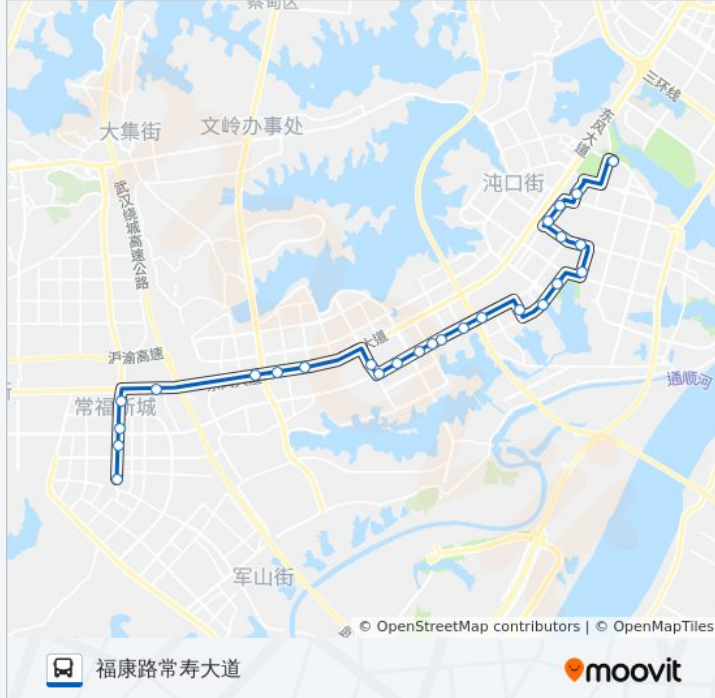 蔡甸区
三环线
东风大道
大集街
文岭办事处
沌口街
武汉绕城高速公路
大道
沪渝高速
通顺河
常福新城
军山街
© OpenStreetMap contributors | © OpenMapTiles
福康路常寿大道
moovit